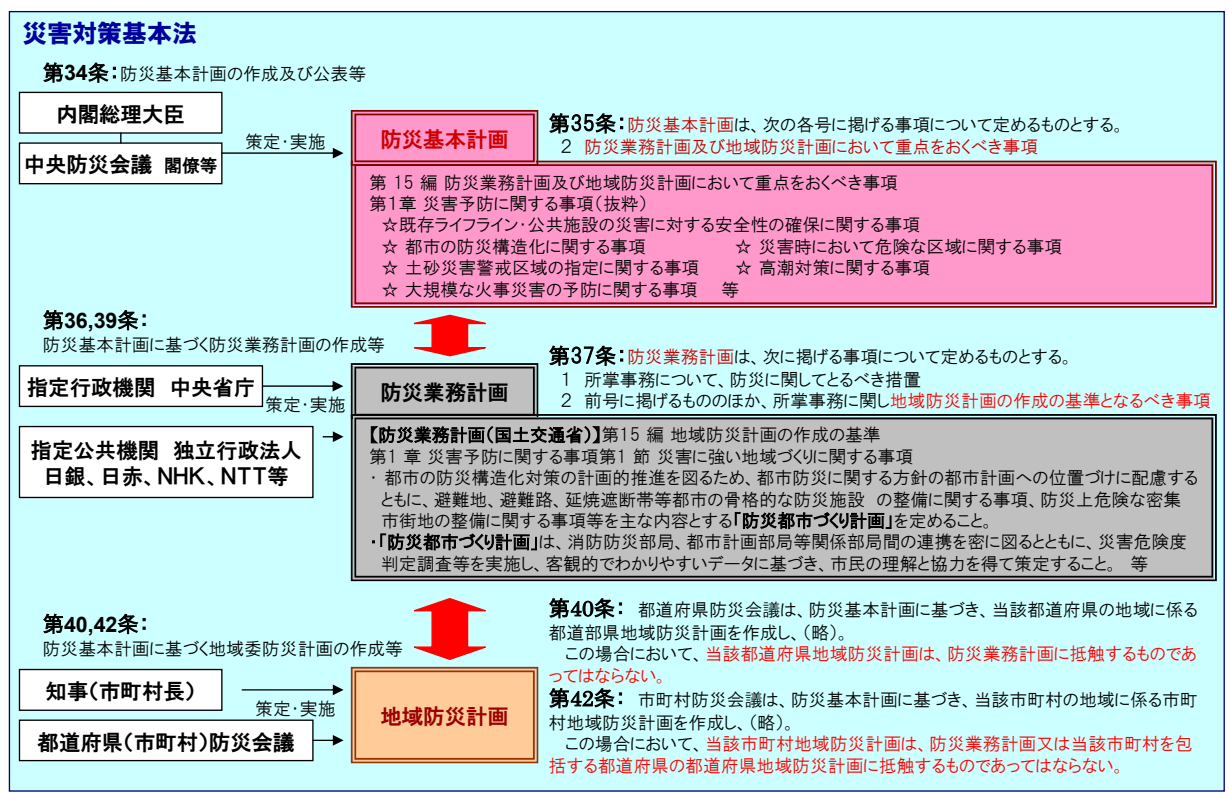 災害対策基本法
第34条：防災基本計画の作成及び公表等
内閣総理大臣
中央防災会議 閣僚等
策定・実施
防災基本計画
第35条：防災基本計画は、次の各号に掲げる事項について定めるものとする。
2 防災業務計画及び地域防災計画において重点をおくべき事項
第 15 編 防災業務計画及び地域防災計画において重点をおくべき事項
第1章 災害予防に関する事項（抜粋）
☆既存ライフライン・公共施設の災害に対する安全性の確保に関する事項
☆ 都市の防災構造化に関する事項 ☆ 災害時において危険な区域に関する事項
☆ 土砂災害警戒区域の指定に関する事項 ☆ 高潮対策に関する事項
☆ 大規模な火事災害の予防に関する事項 等
第36,39条：
防災基本計画に基づく防災業務計画の作成等
指定行政機関 中央省庁
策定・実施
指定公共機関 独立行政法人
日銀、日赤、NHK、NTT等
防災業務計画
第37条：防災業務計画は、次に掲げる事項について定めるものとする。
1 所掌事務について、防災に関してとるべき措置
2 前号に掲げるもののほか、所掌事務に関し地域防災計画の作成の基準となるべき事項
【防災業務計画（国土交通省）】第15 編 地域防災計画の作成の基準
第1 章 災害予防に関する事項第1 節 災害に強い地域づくりに関する事項
・都市の防災構造化対策の計画的推進を図るため、都市防災に関する方針の都市計画への位置づけに配慮する
ともに、避難地、避難路、延焼遮断帯等都市の骨格的な防災施設 の整備に関する事項、防災上危険な密集
市街地の整備に関する事項等を主な内容とする「防災都市づくり計画」を定めること。
・「防災都市づくり計画」は、消防防災部局、都市計画部局等関係部局間の連携を密に図るとともに、災害危険度
判定調査等を実施し、客観的でわかりやすいデータに基づき、市民の理解と協力を得て策定すること。 等
第40,42条：
防災基本計画に基づく地域委防災計画の作成等
知事（市町村長）
策定・実施
都道府県（市町村）防災会議
地域防災計画
第40条： 都道府県防災会議は、防災基本計画に基づき、当該都道府県の地域に係る
都道部県地域防災計画を作成し、（略）。
この場合において、当該都道府県地域防災計画は、防災業務計画に抵触するものであ
ってはならない。
第42条： 市町村防災会議は、防災基本計画に基づき、当該市町村の地域に係る市町
村地域防災計画を作成し、（略）。
この場合において、当該市町村地域防災計画は、防災業務計画又は当該市町村を包
括する都道府県の都道府県地域防災計画に抵触するものであってはならない。